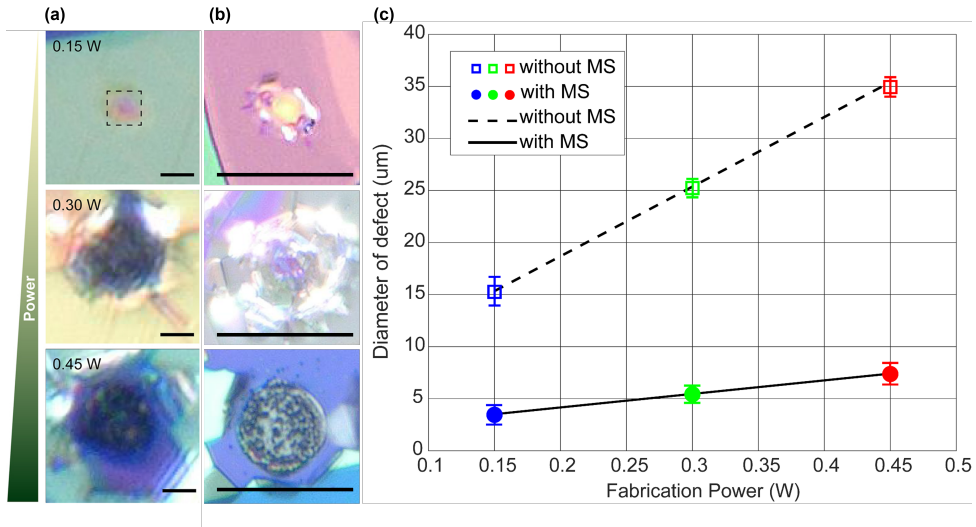 (a)
(b)
(c)
0.15 W
0.30 W
0.45 W
Power
40
35
30
25
20
15
10
5
0
Diameter of defect (um)
without MS
with MS
without MS
with MS
0.1
0.15
0.2
0.25
0.3
0.35
0.4
0.45
0.5
Fabrication Power (W)